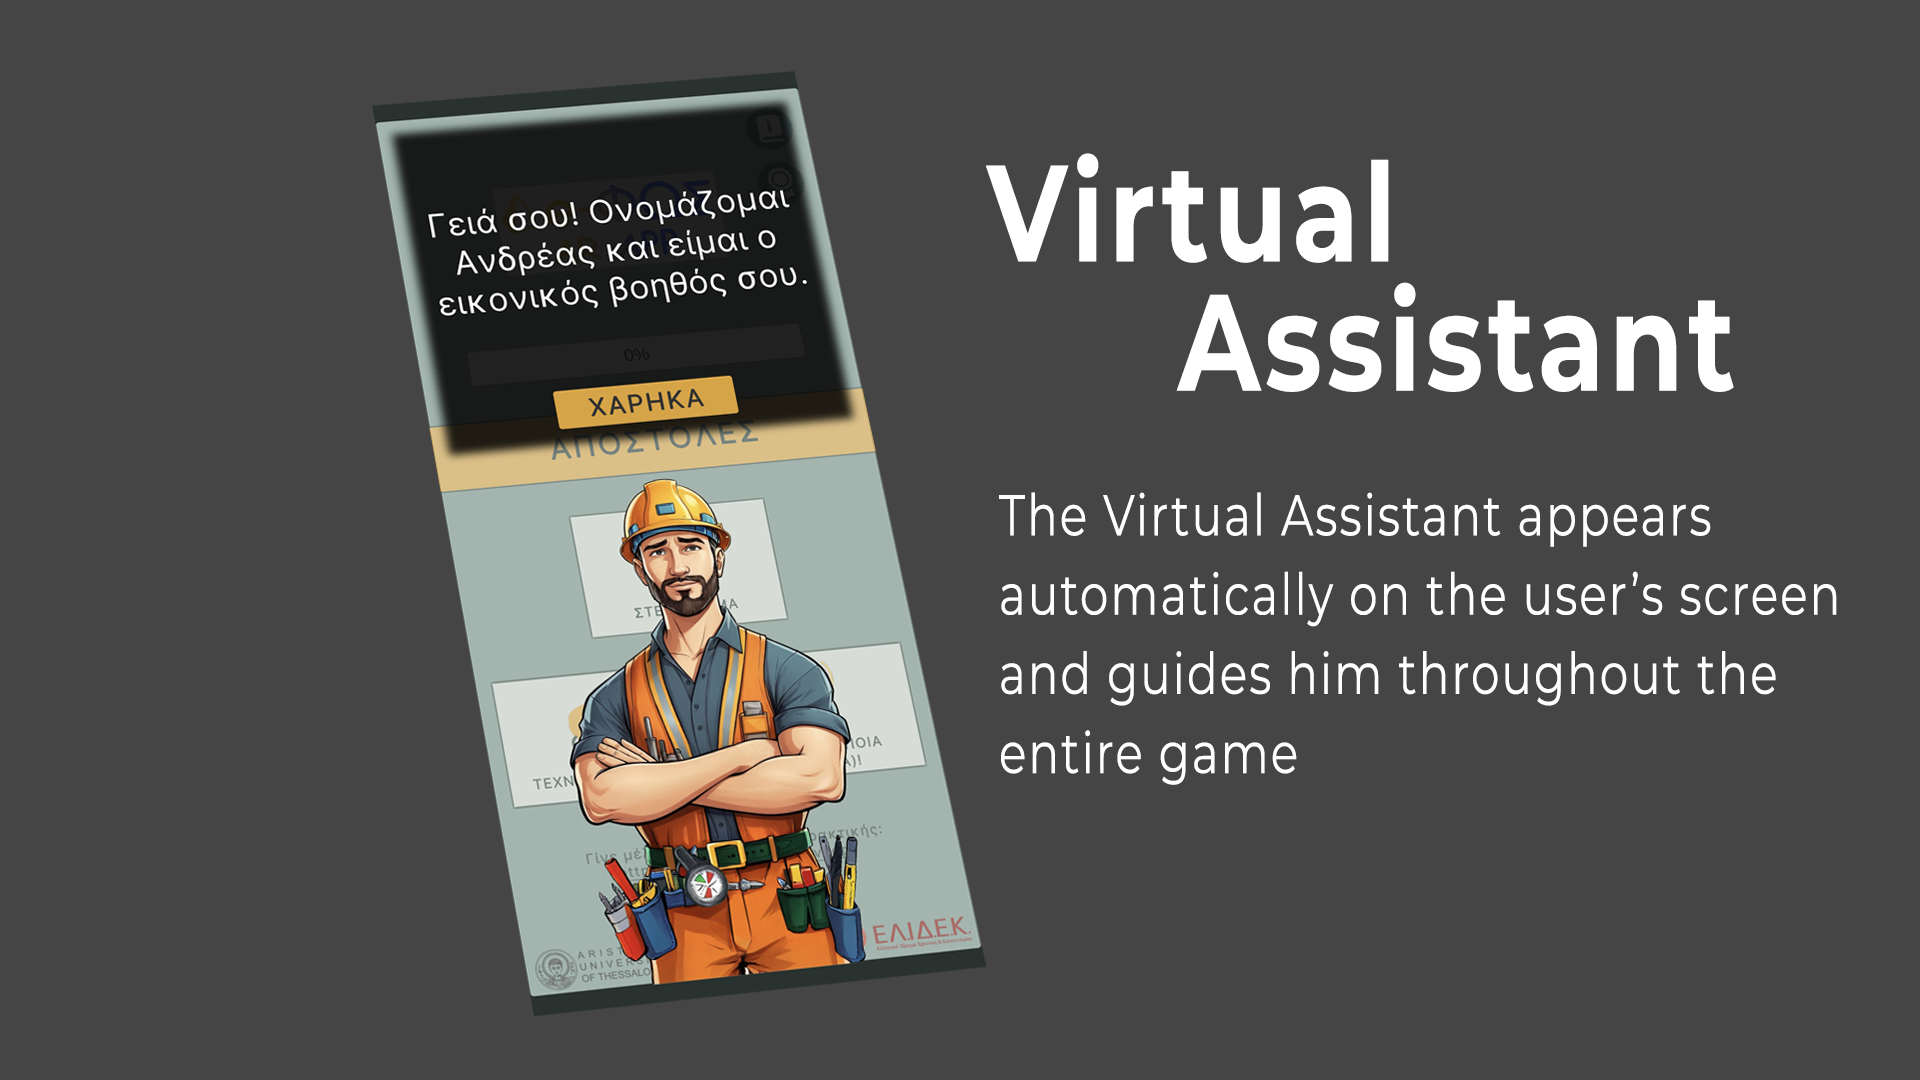 Γειά σου! Ονομάζομαι
Ανδρέας και είμαι ο
εικονικός βοηθός σου.
0%
ΧΑΡΗΚΑ
ΑΠΟΣΤΟΛΕΣ
ΕΛΙΔΕΚ.
OF
Virtual
Assistant
The Virtual Assistant appears
automatically on the user’s screen
and guides him throughout the
entire game